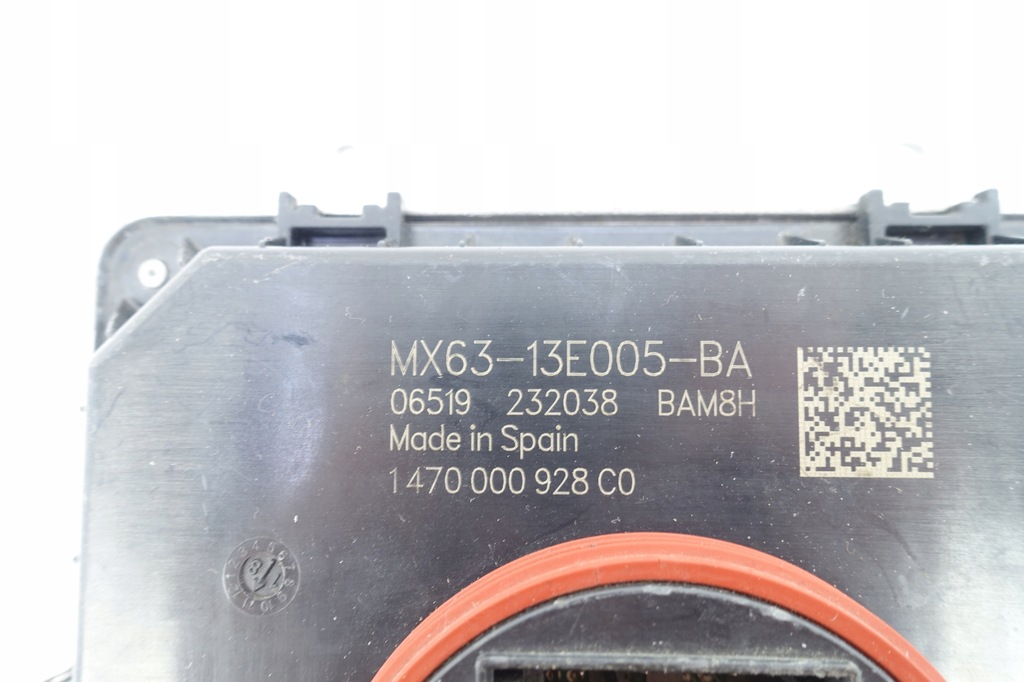 MX63-13E005-BA
06519 232038 BAM8H
Made in Spain
1 470 000 928 C0